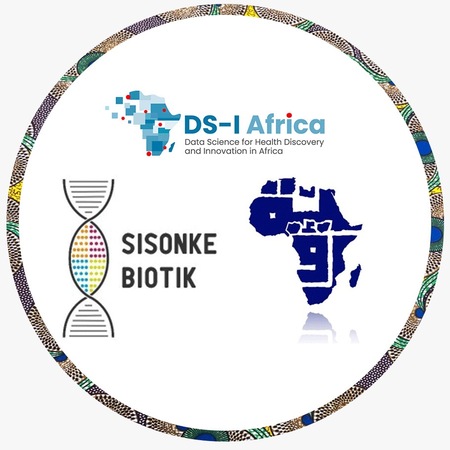 DS-I Africa
Data Science for Health Discovery
and Innovation in Africa
SISONKE
BIOTIK